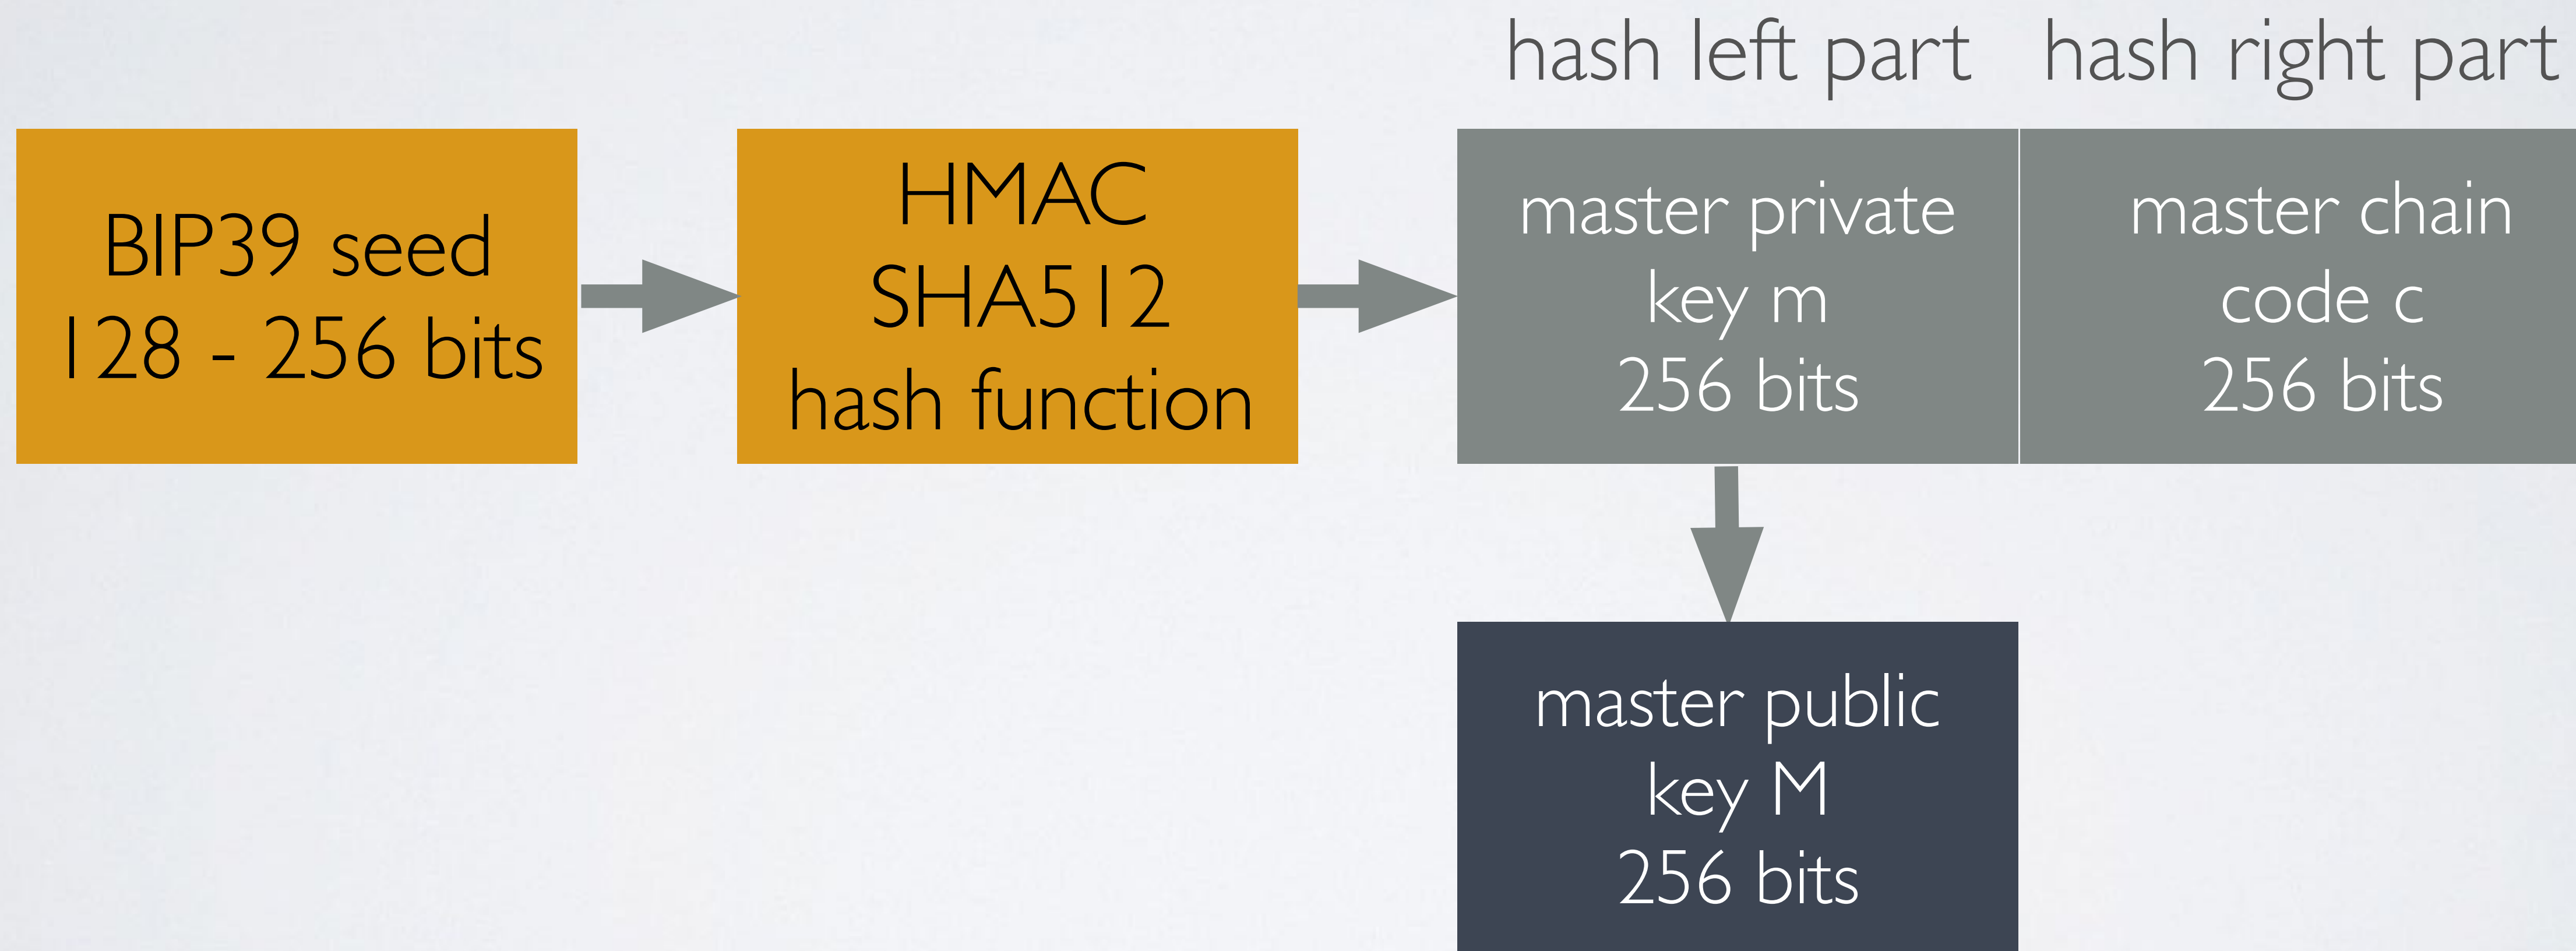 hash left part
hash right part
BIP39 seed
128 - 256 bits
HMAC
SHA512
hash function
master private
key m
256 bits
master chain
code c
256 bits
master public
key M
256 bits